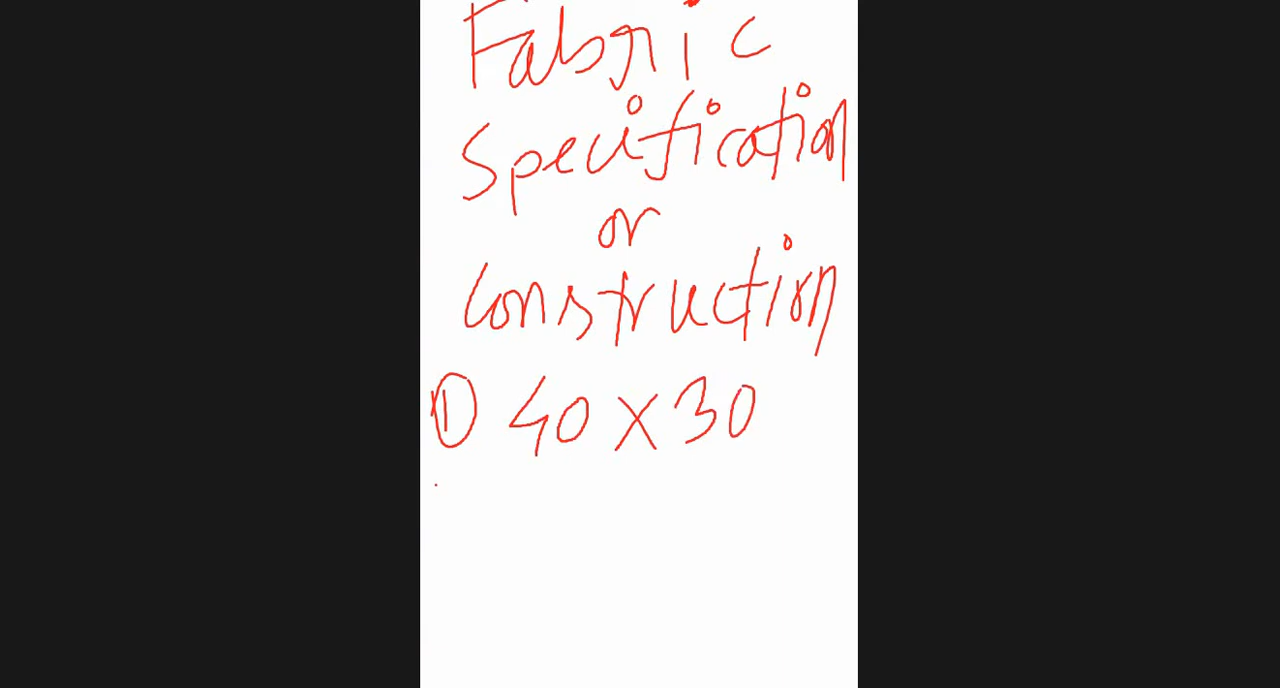 Fabric
Specification
or
Construction
① 40 X 30